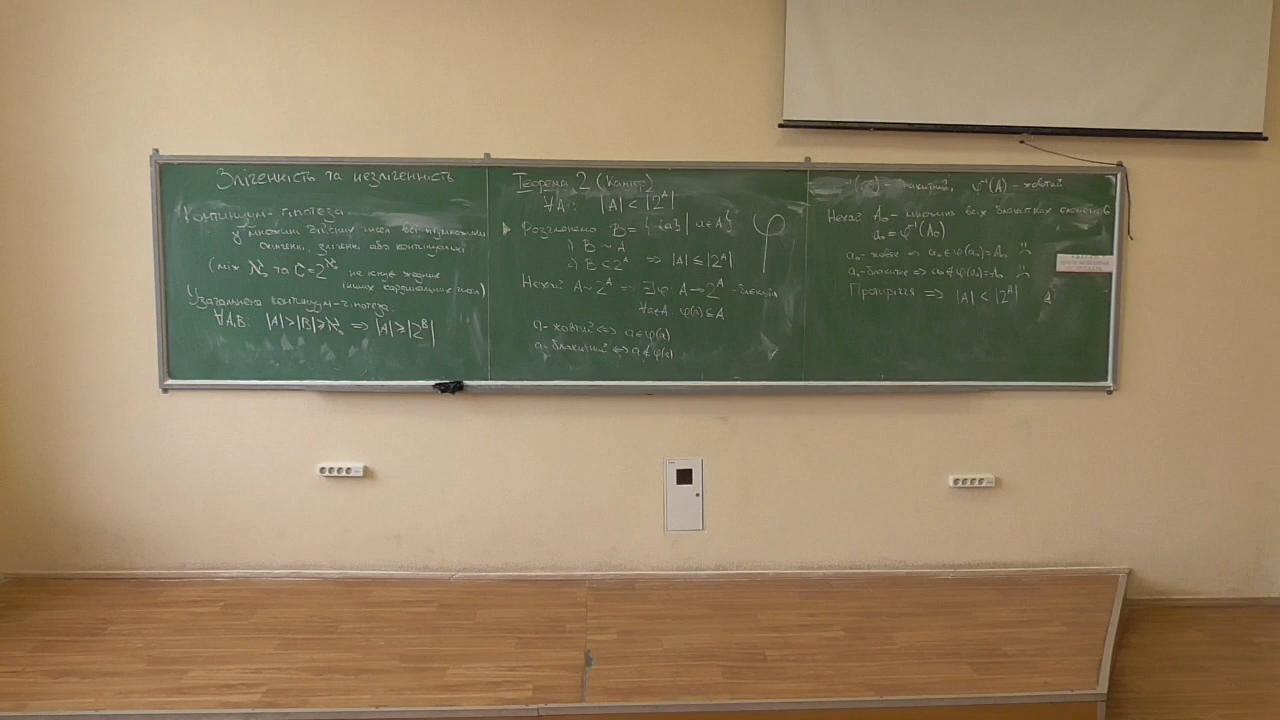 Зліченність та незліченність
Континуум-гіпотеза
у множині дійсних чисел всі підмножини
скінченні, зліченні або континуальні
(між ℵ₀ та C=2^ℵ₀ не існує жодних
інших кардинальних чисел)
Узагальнена континуум-гіпотеза:
∀A,B: |A|>|B|≥ℵ₀ ⇒ |A|≥|2^B|
Теорема 2 (Кантор)
∀A: |A| < |2^A|
Розглянемо B={ {a} | a∈A}
1) B ~ A
2) B ⊂ 2^A ⇒ |A| ≤ |2^A|
φ
Нехай A~2^A ⇒ ∃φ: A→2^A - бієкція
∀a∈A φ(a)⊆A
a - жовтий ⇔ a∈φ(a)
a - блакитний ⇔ a∉φ(a)
φ⁻¹(∅) - блакитний, φ⁻¹(A) - жовтий
Нехай A₀ - множина всіх блакитних елементів
a₀ = φ⁻¹(A₀)
a₀ - жовте ⇒ a₀∈φ(a₀)=A₀
a₀ - блакитне ⇒ a₀∉φ(a₀)=A₀
Протиріччя ⇒ |A| < |2^A|